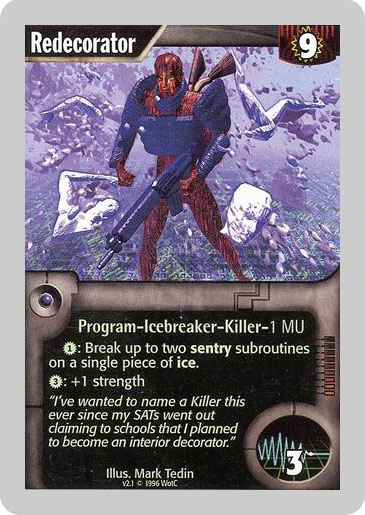 Redecorator
9
Program-Icebreaker-Killer-1 MU
1: Break up to two sentry subroutines
on a single piece of ice.
3: +1 strength
"I've wanted to name a Killer this
ever since my SATs went out
claiming to schools that I planned
to become an interior decorator."
3
Illus. Mark Tedin
v2.1 © 1996 WotC